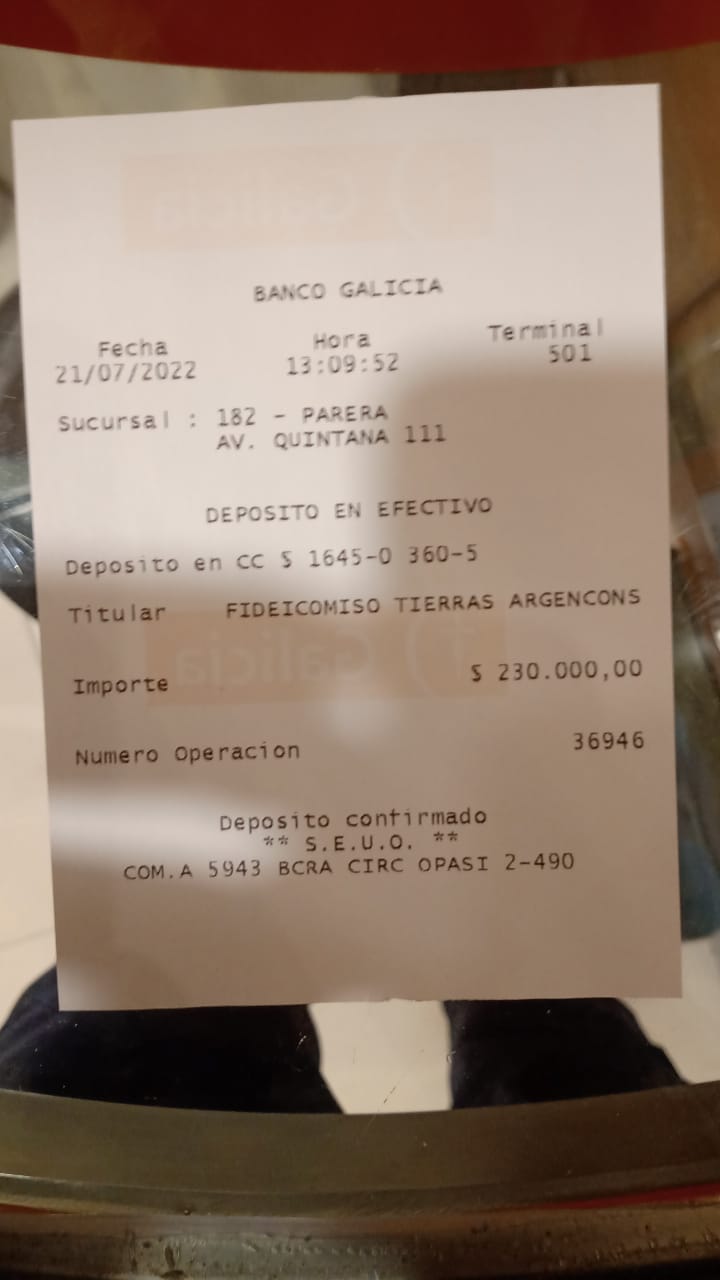 BANCO GALICIA
Fecha Hora Terminal
21/07/2022 13:09:52 501
Sucursal : 182 - PARERA
AV. QUINTANA 111
DEPOSITO EN EFECTIVO
Deposito en CC $ 1645-0 360-5
Titular FIDEICOMISO TIERRAS ARGENCONS
Galicia
Importe $ 230.000,00
Numero Operacion 36946
Deposito confirmado
** S.E.U.O. **
COM.A 5943 BCRA CIRC OPASI 2-490